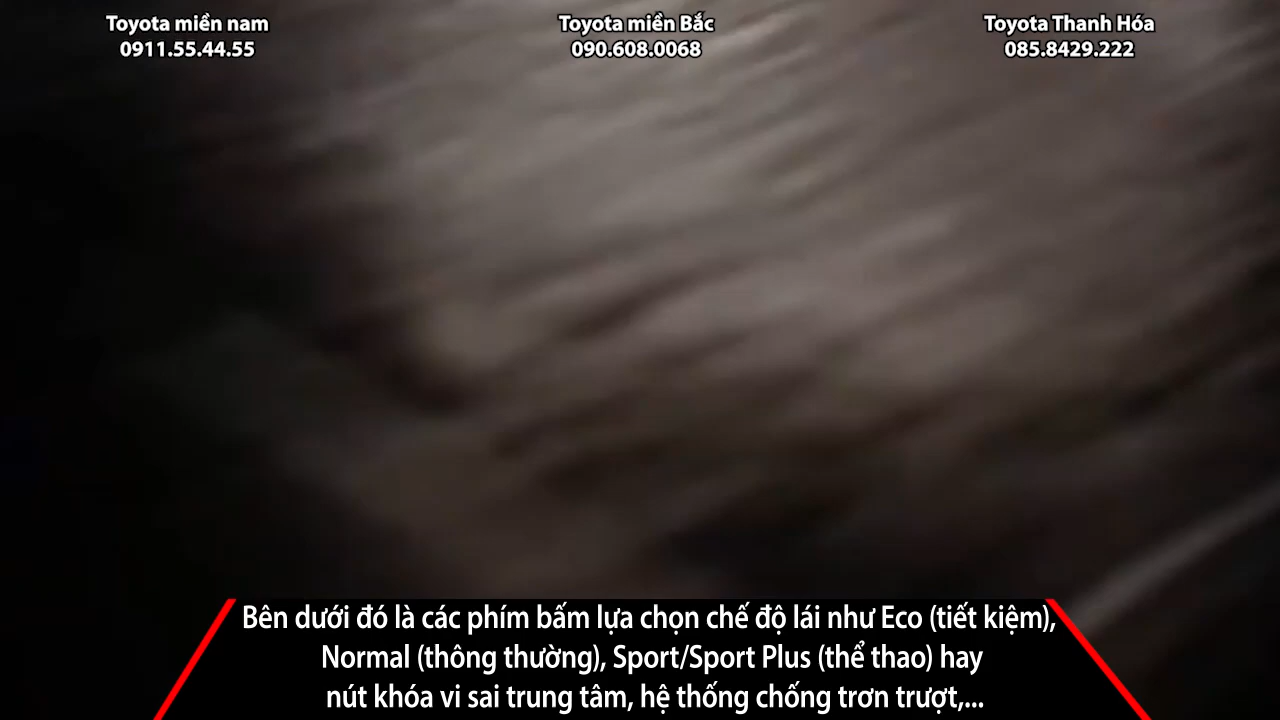 Toyota miền nam
0911.55.44.55
Toyota miền Bắc
090.608.0068
Toyota Thanh Hóa
085.8429.222
Bên dưới đó là các phím bấm lựa chọn chế độ lái như Eco (tiết kiệm),
Normal (thông thường), Sport/Sport Plus (thể thao) hay
nút khóa vi sai trung tâm, hệ thống chống trơn trượt,...